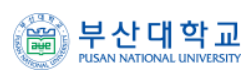 부산대학교
PUSAN NATIONAL UNIVERSITY